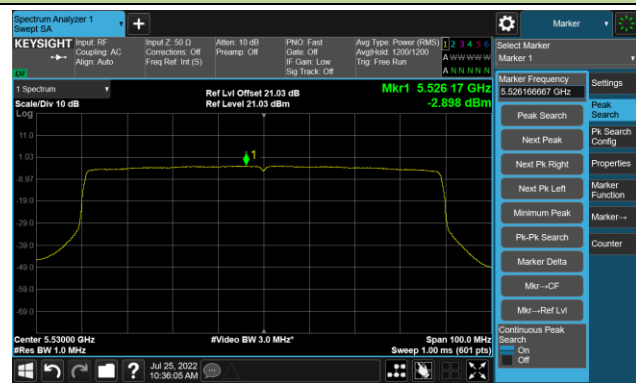 Spectrum Analyzer 1
Swept SA
Marker
KEYSIGHT
Input: RF
Coupling: AC
Align: Auto
Input Z: 50 Ω
Corrections: Off
Freq Ref: Int (S)
Atten: 10 dB
Preamp: Off
PNO: Fast
Gate: Off
IF Gain: Low
Sig Track: Off
Avg Type: Power (RMS)
Avg|Hold: 1200/1200
Trig: Free Run
1 2 3 4 5 6
A W W W W W
A N N N N N
Select Marker
Marker 1
1 Spectrum
Scale/Div 10 dB
Log
Ref Lvl Offset 21.03 dB
Ref Level 21.03 dBm
Mkr1 5.526 17 GHz
-2.898 dBm
11.0
1.03
-8.97
-19.0
-29.0
-39.0
-49.0
-59.0
-69.0
1
Center 5.53000 GHz
#Res BW 1.0 MHz
#Video BW 3.0 MHz*
Span 100.0 MHz
Sweep 1.00 ms (601 pts)
Marker Frequency
5.526166667 GHz
Peak Search
Next Peak
Next Pk Right
Next Pk Left
Minimum Peak
Pk-Pk Search
Marker Delta
Mkr→CF
Mkr→Ref Lvl
Continuous Peak
Search
On
Off
Settings
Peak
Search
Pk Search
Config
Properties
Marker
Function
Marker→
Counter
?
Jul 25, 2022
10:36:05 AM